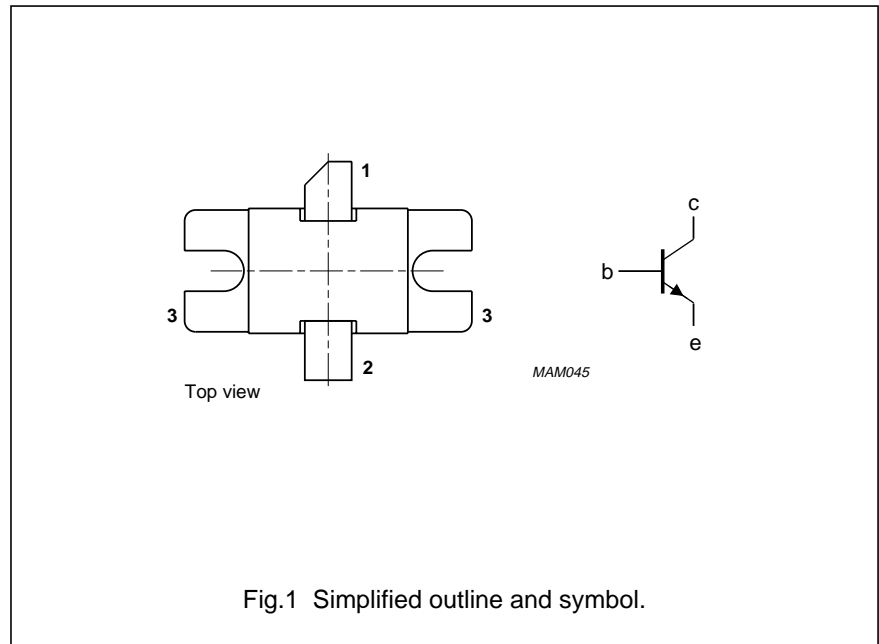 1
c
b
3
3
e
2
MAM045
Top view
Fig.1 Simplified outline and symbol.